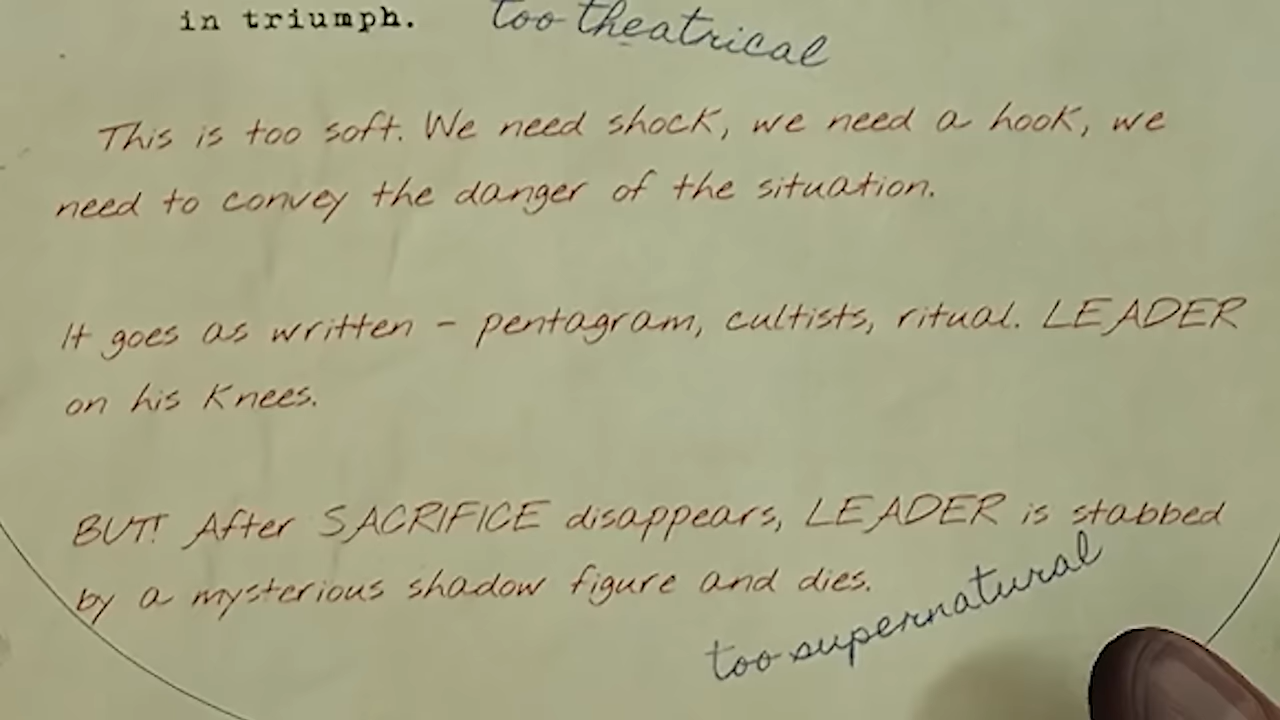 in triumph. too theatrical
This is too soft. We need shock, we need a hook, we
need to convey the danger of the situation.
It goes as written - pentagram, cultists, ritual. LEADER
on his Knees.
BUT! After SACRIFICE disappears, LEADER is stabbed
by a mysterious shadow figure and dies.
too supernatural